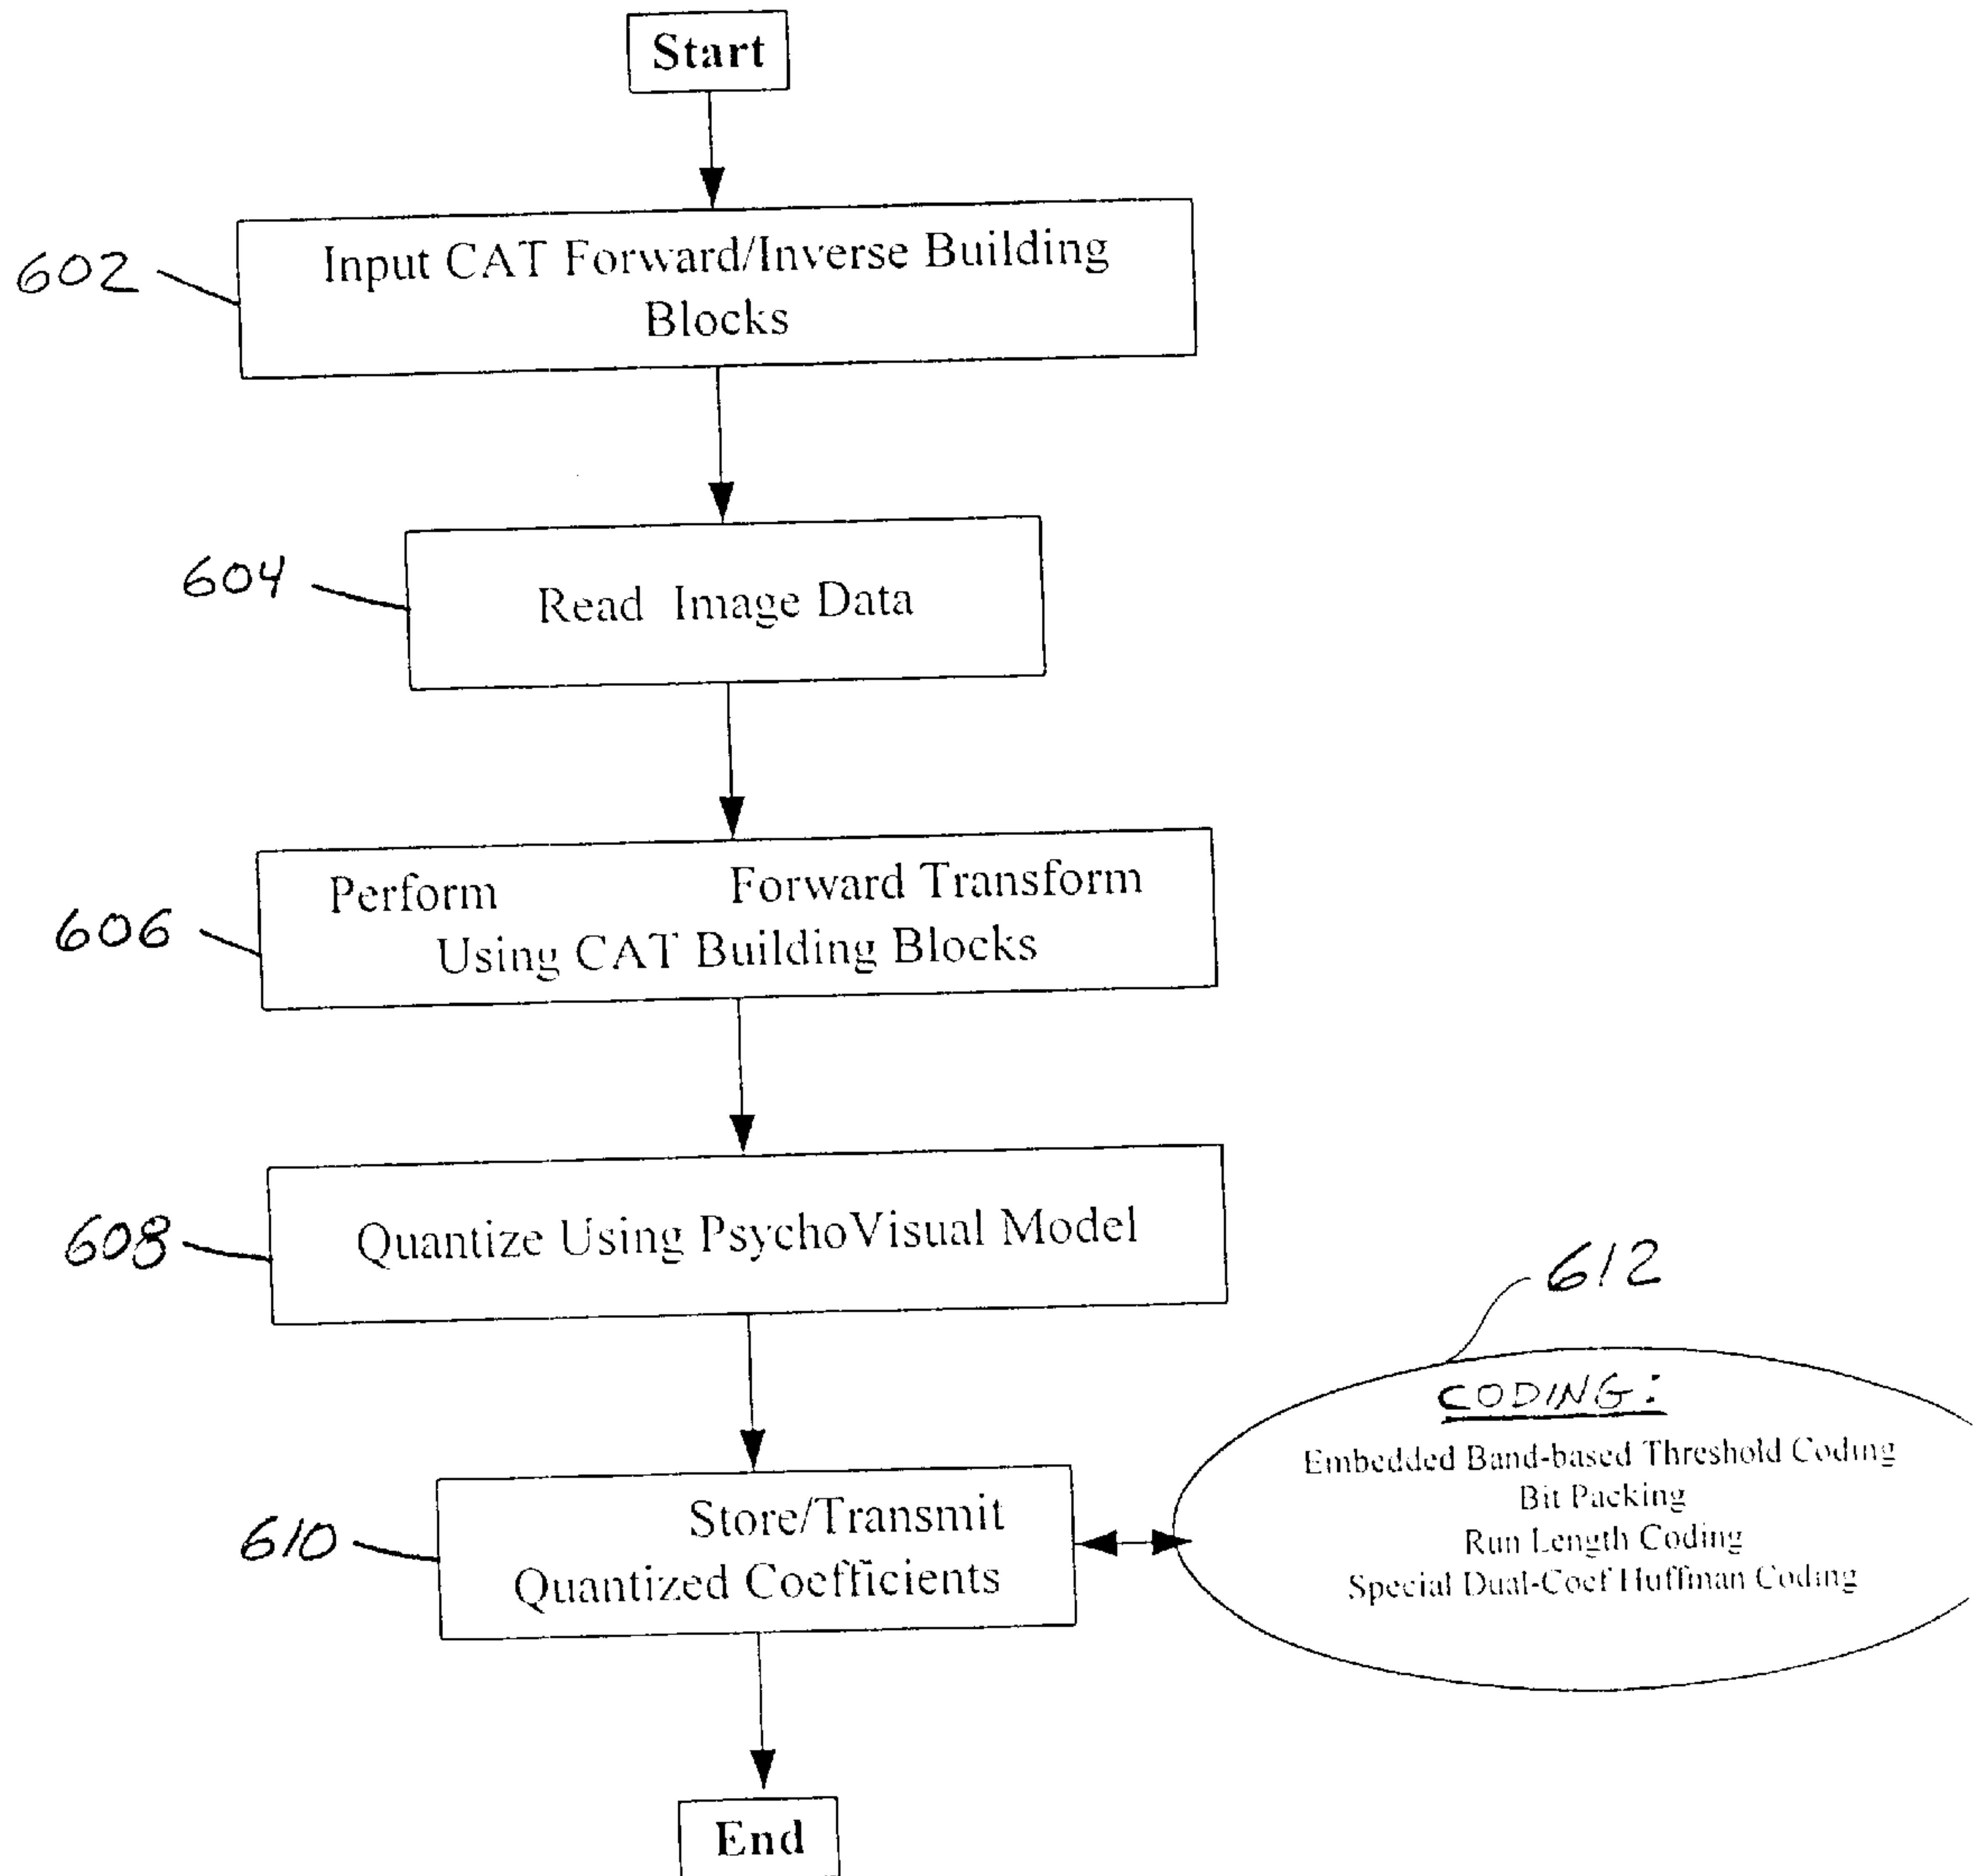 Start
602
Input CAT Forward/Inverse Building
Blocks
604
Read Image Data
606
Perform Forward Transform
Using CAT Building Blocks
608
Quantize Using PsychoVisual Model
612
CODING:
Embedded Band-based Threshold Coding
Bit Packing
Run Length Coding
Special Dual-Coef Huffman Coding
610
Store/Transmit
Quantized Coefficients
End